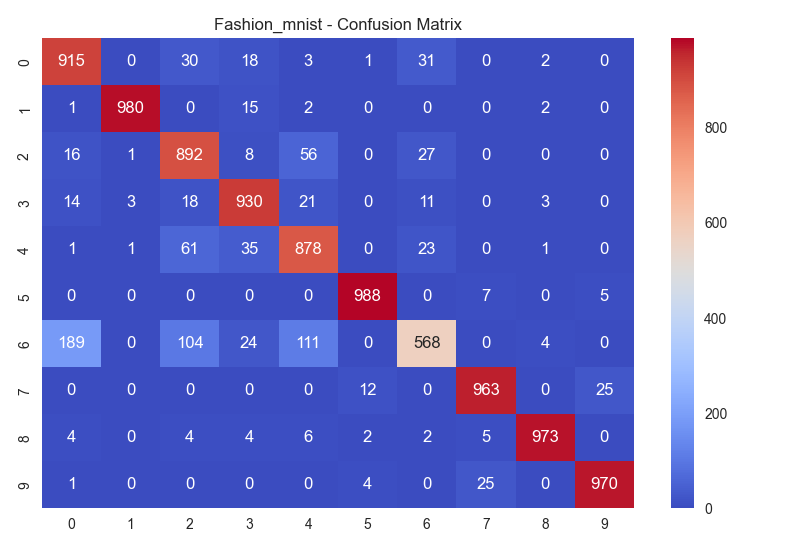 Fashion_mnist - Confusion Matrix
0 915 0 30 18 3 1 31 0 2 0
1 1 980 0 15 2 0 0 0 2 0
2 16 1 892 8 56 0 27 0 0 0
3 14 3 18 930 21 0 11 0 3 0
4 1 1 61 35 878 0 23 0 1 0
5 0 0 0 0 0 988 0 7 0 5
6 189 0 104 24 111 0 568 0 4 0
7 0 0 0 0 0 12 0 963 0 25
8 4 0 4 4 6 2 2 5 973 0
9 1 0 0 0 0 4 0 25 0 970
0 1 2 3 4 5 6 7 8 9
800
600
400
200
0